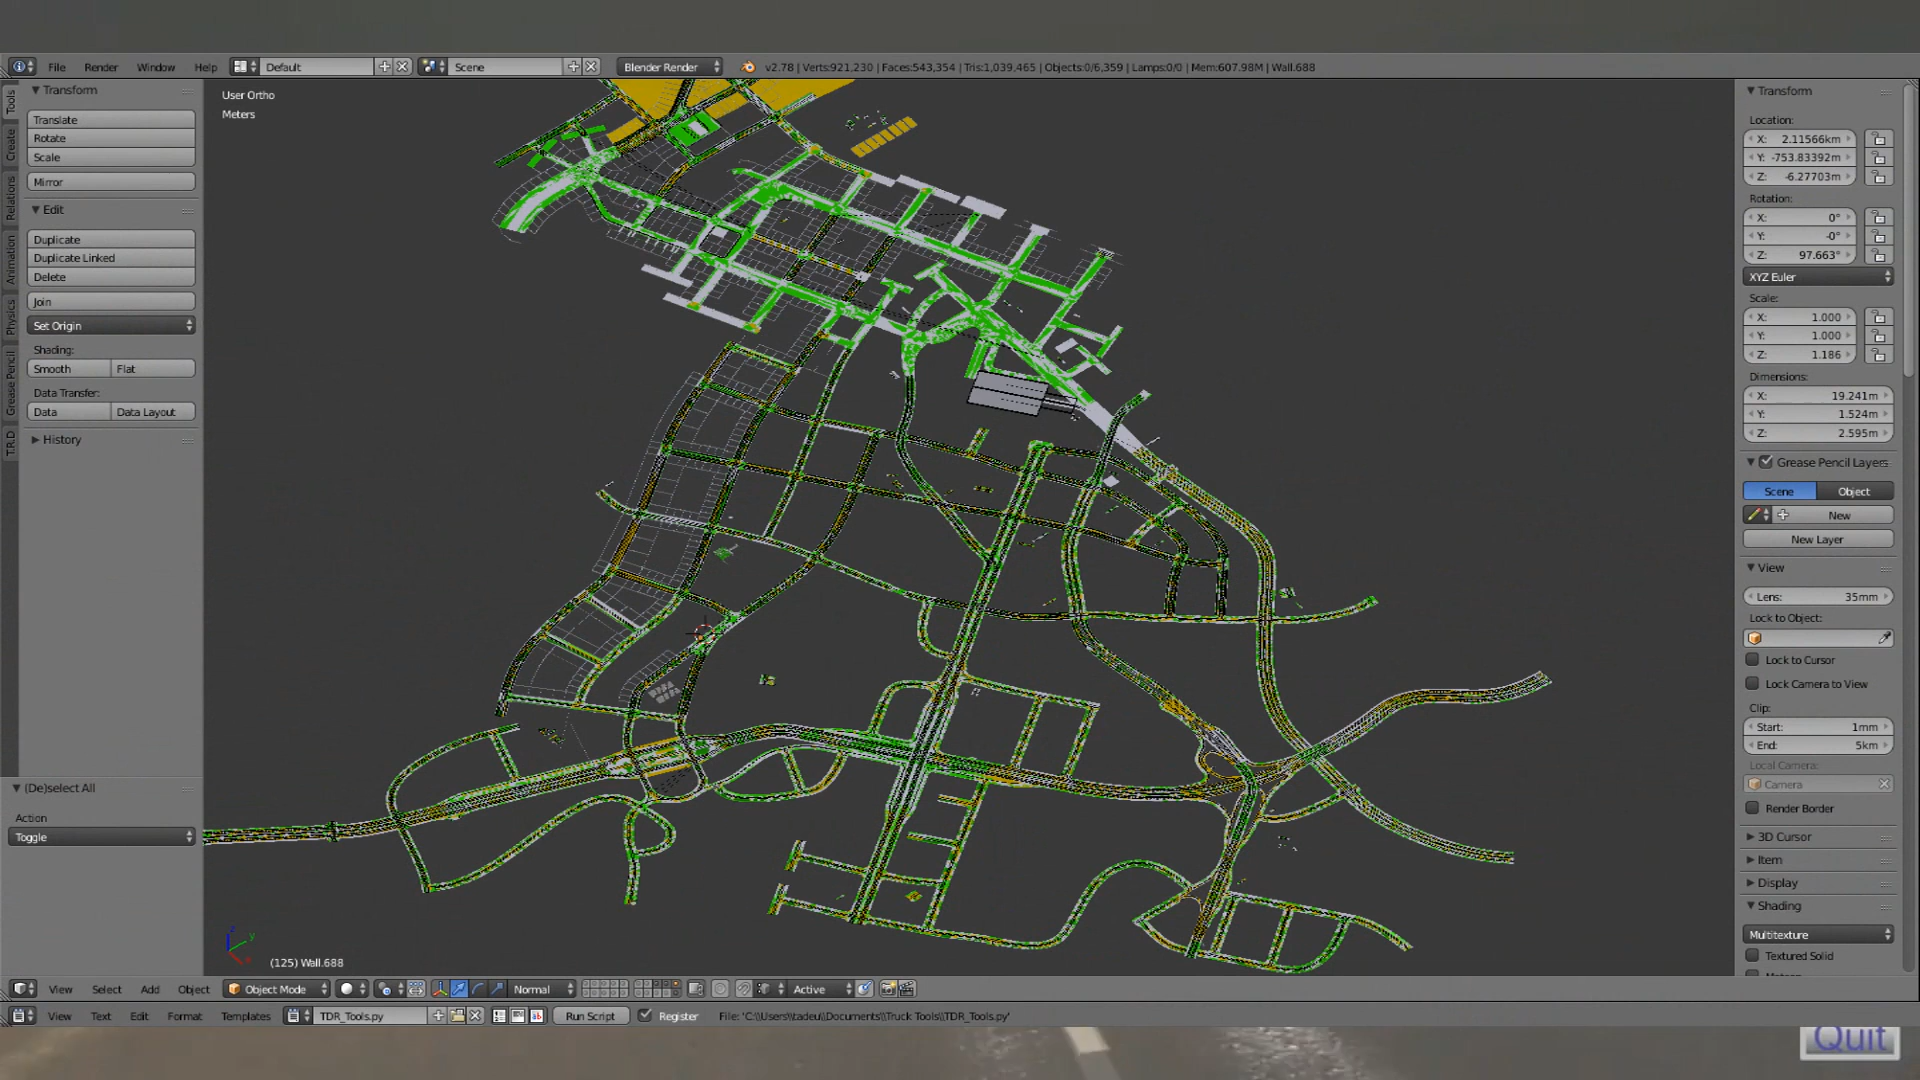 File Render Window Help Default Scene Blender Render v2.78 | Verts:921,230 | Faces:543,354 | Tris:1,039,465 | Objects:0/6,359 | Lamps:0/0 | Mem:607.98M | Wall.688
Tools
Create
Relations
Animation
Physics
Grease Pencil
T.R.D
Transform
Translate
Rotate
Scale
Mirror
Edit
Duplicate
Duplicate Linked
Delete
Join
Set Origin
Shading:
Smooth Flat
Data Transfer:
Data Data Layout
History
(De)select All
Action
Toggle
User Ortho
Meters
(125) Wall.688
Transform
Location:
X: 2.11566km
Y: -753.83392m
Z: -6.27703m
Rotation:
X: 0°
Y: -0°
Z: 97.663°
XYZ Euler
Scale:
X: 1.000
Y: 1.000
Z: 1.186
Dimensions:
X: 19.241m
Y: 1.524m
Z: 2.595m
Grease Pencil Layers
Scene Object
New
New Layer
View
Lens: 35mm
Lock to Object:
Lock to Cursor
Lock Camera to View
Clip:
Start: 1mm
End: 5km
Local Camera:
Camera
Render Border
3D Cursor
Item
Display
Shading
Multitexture
Textured Solid
View Select Add Object Object Mode Normal Active
View Text Edit Format Templates TDR_Tools.py Run Script Register File: 'C:\\Users\\tadeu\\Documents\\Truck Tools\\TDR_Tools.py'
Quit